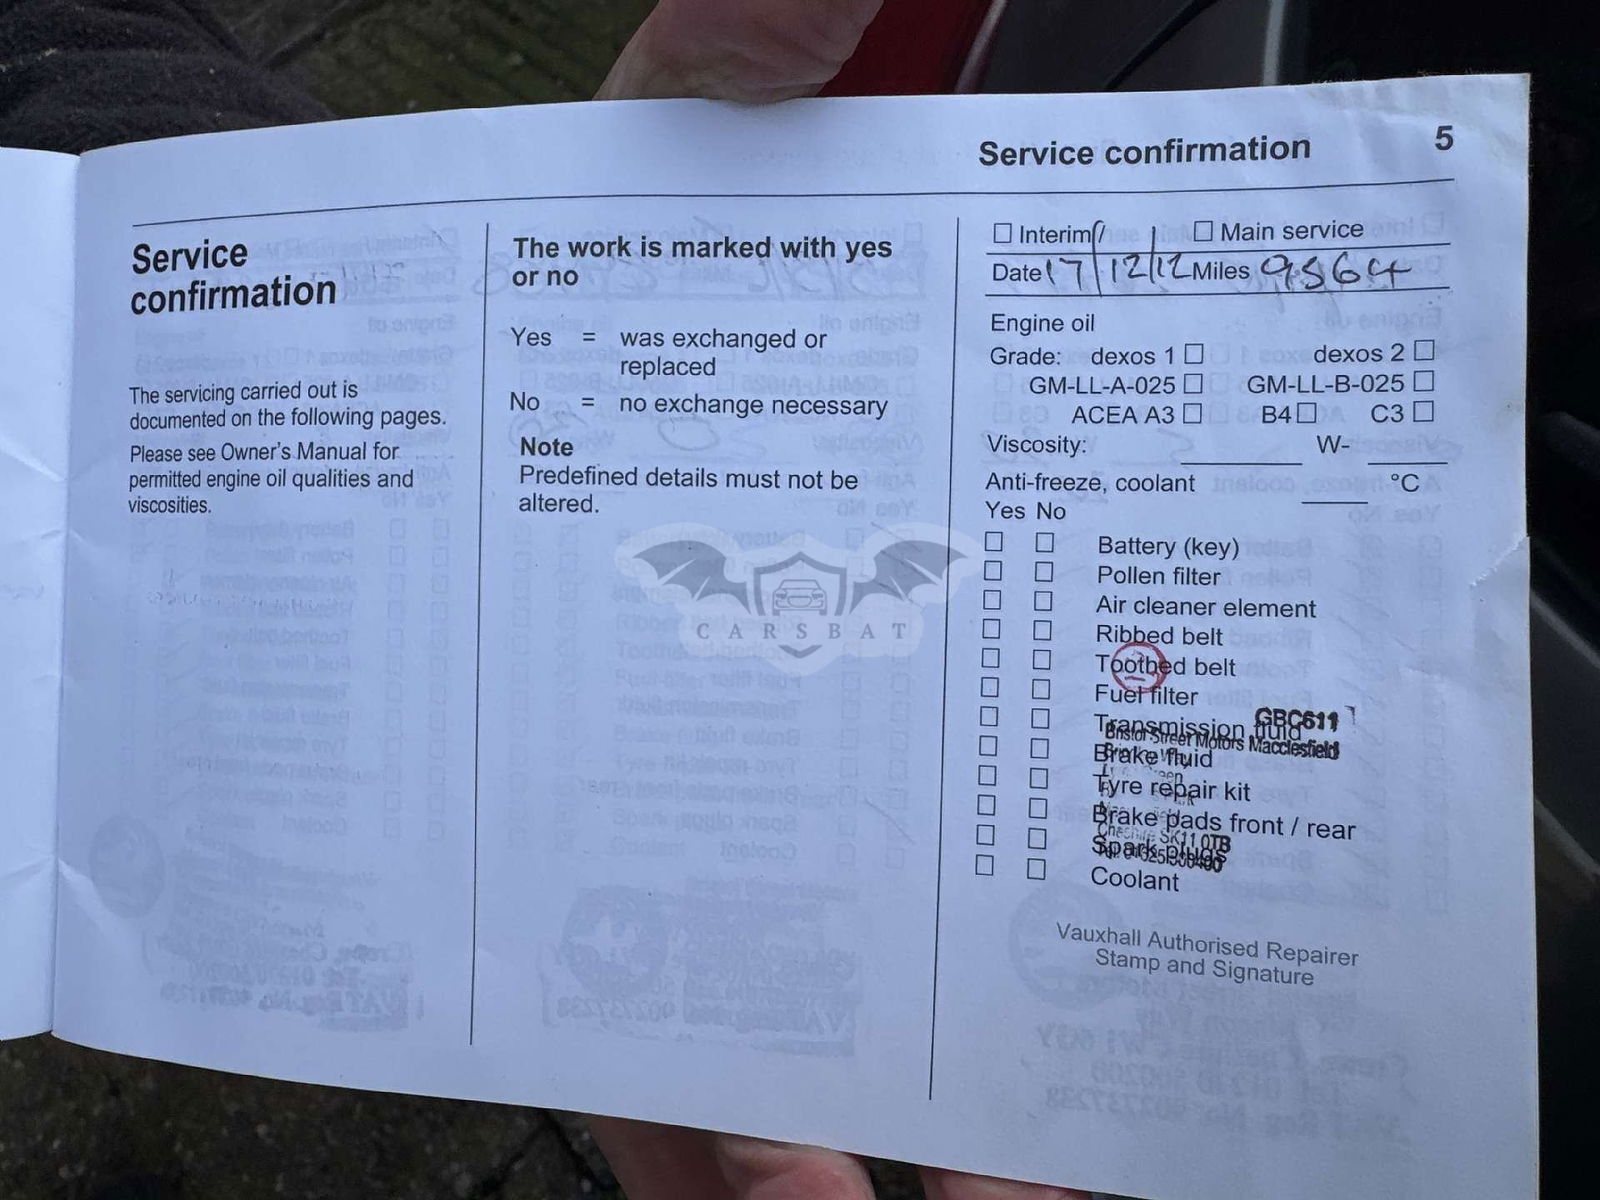 Service confirmation 5
Service
confirmation
The servicing carried out is
documented on the following pages.
Please see Owner's Manual for
permitted engine oil qualities and
viscosities.
The work is marked with yes
or no
Yes = was exchanged or
replaced
No = no exchange necessary
Note
Predefined details must not be
altered.
CARSBAT
Interim Main service
Date 17/12/12 Miles 9564
Engine oil
Grade: dexos 1 dexos 2
GM-LL-A-025 GM-LL-B-025
ACEA A3 B4 C3
Viscosity: W-
Anti-freeze, coolant °C
Yes No
Battery (key)
Pollen filter
Air cleaner element
Ribbed belt
Toothed belt
Fuel filter
GBC611
Transmission fluid
Bristol Street Motors Macclesfield
Brake fluid
Tyre repair kit
Brake pads front / rear
Cheshire SK11 0TB
Spark plugs
Coolant
Vauxhall Authorised Repairer
Stamp and Signature